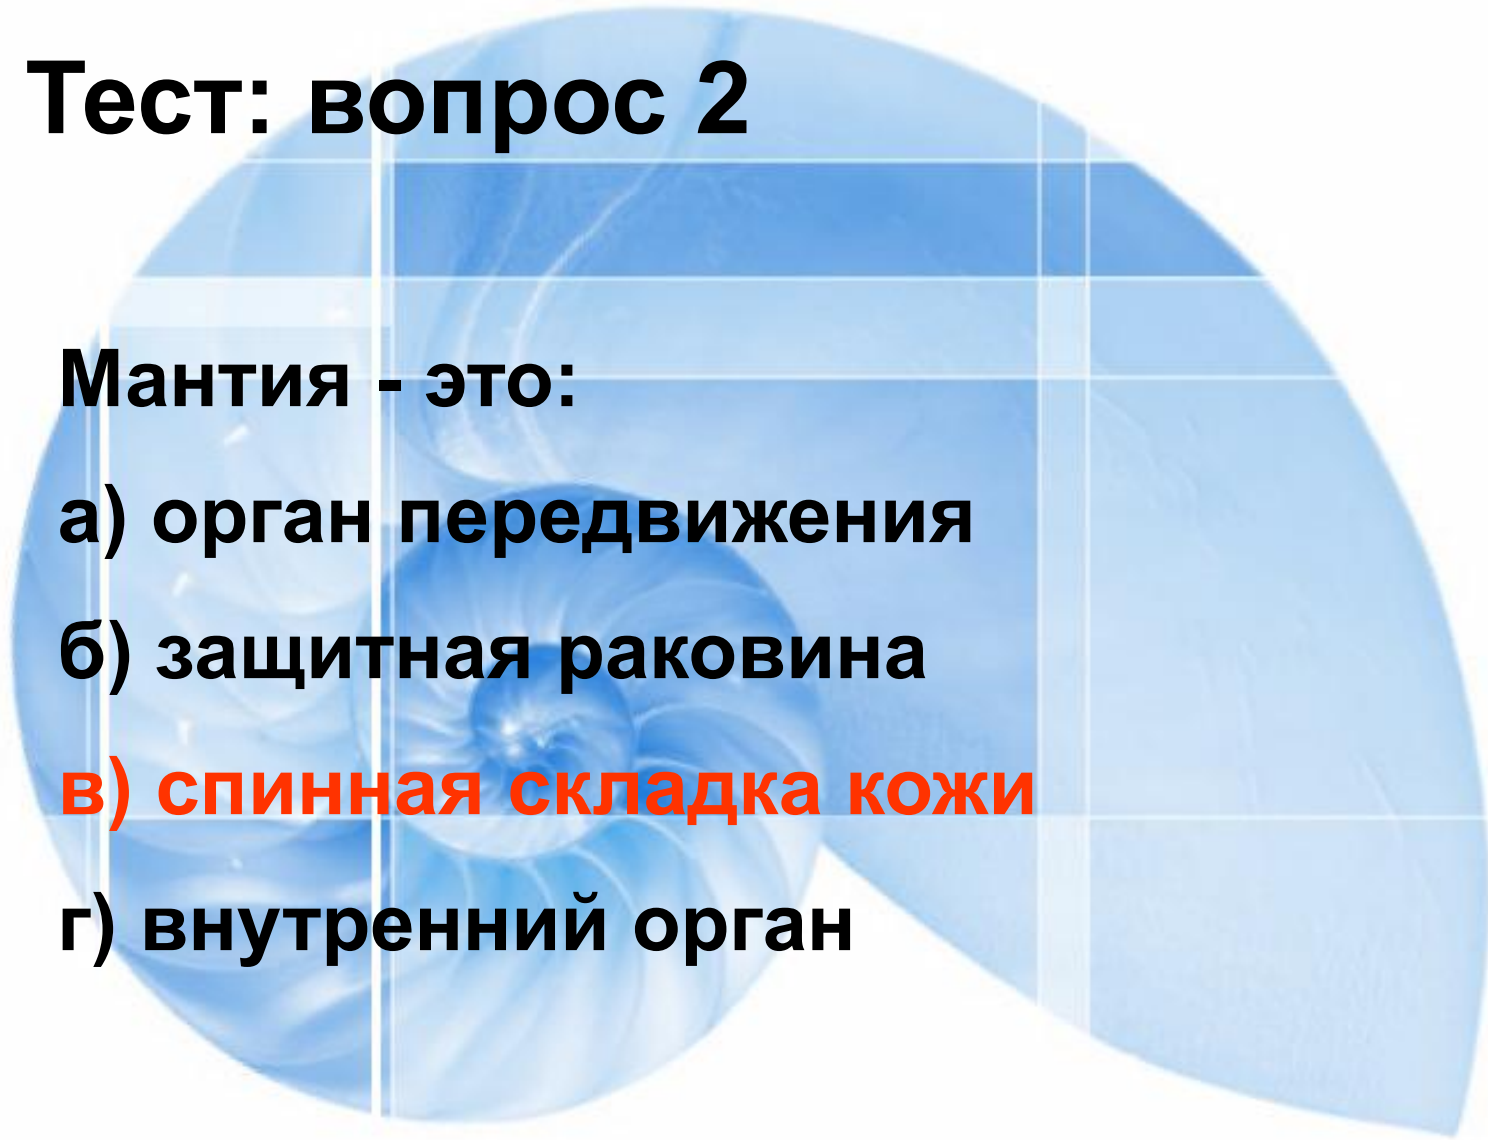 Тест: вопрос 2
Мантия - это:
а) орган передвижения
б) защитная раковина
в) спинная складка кожи
г) внутренний орган